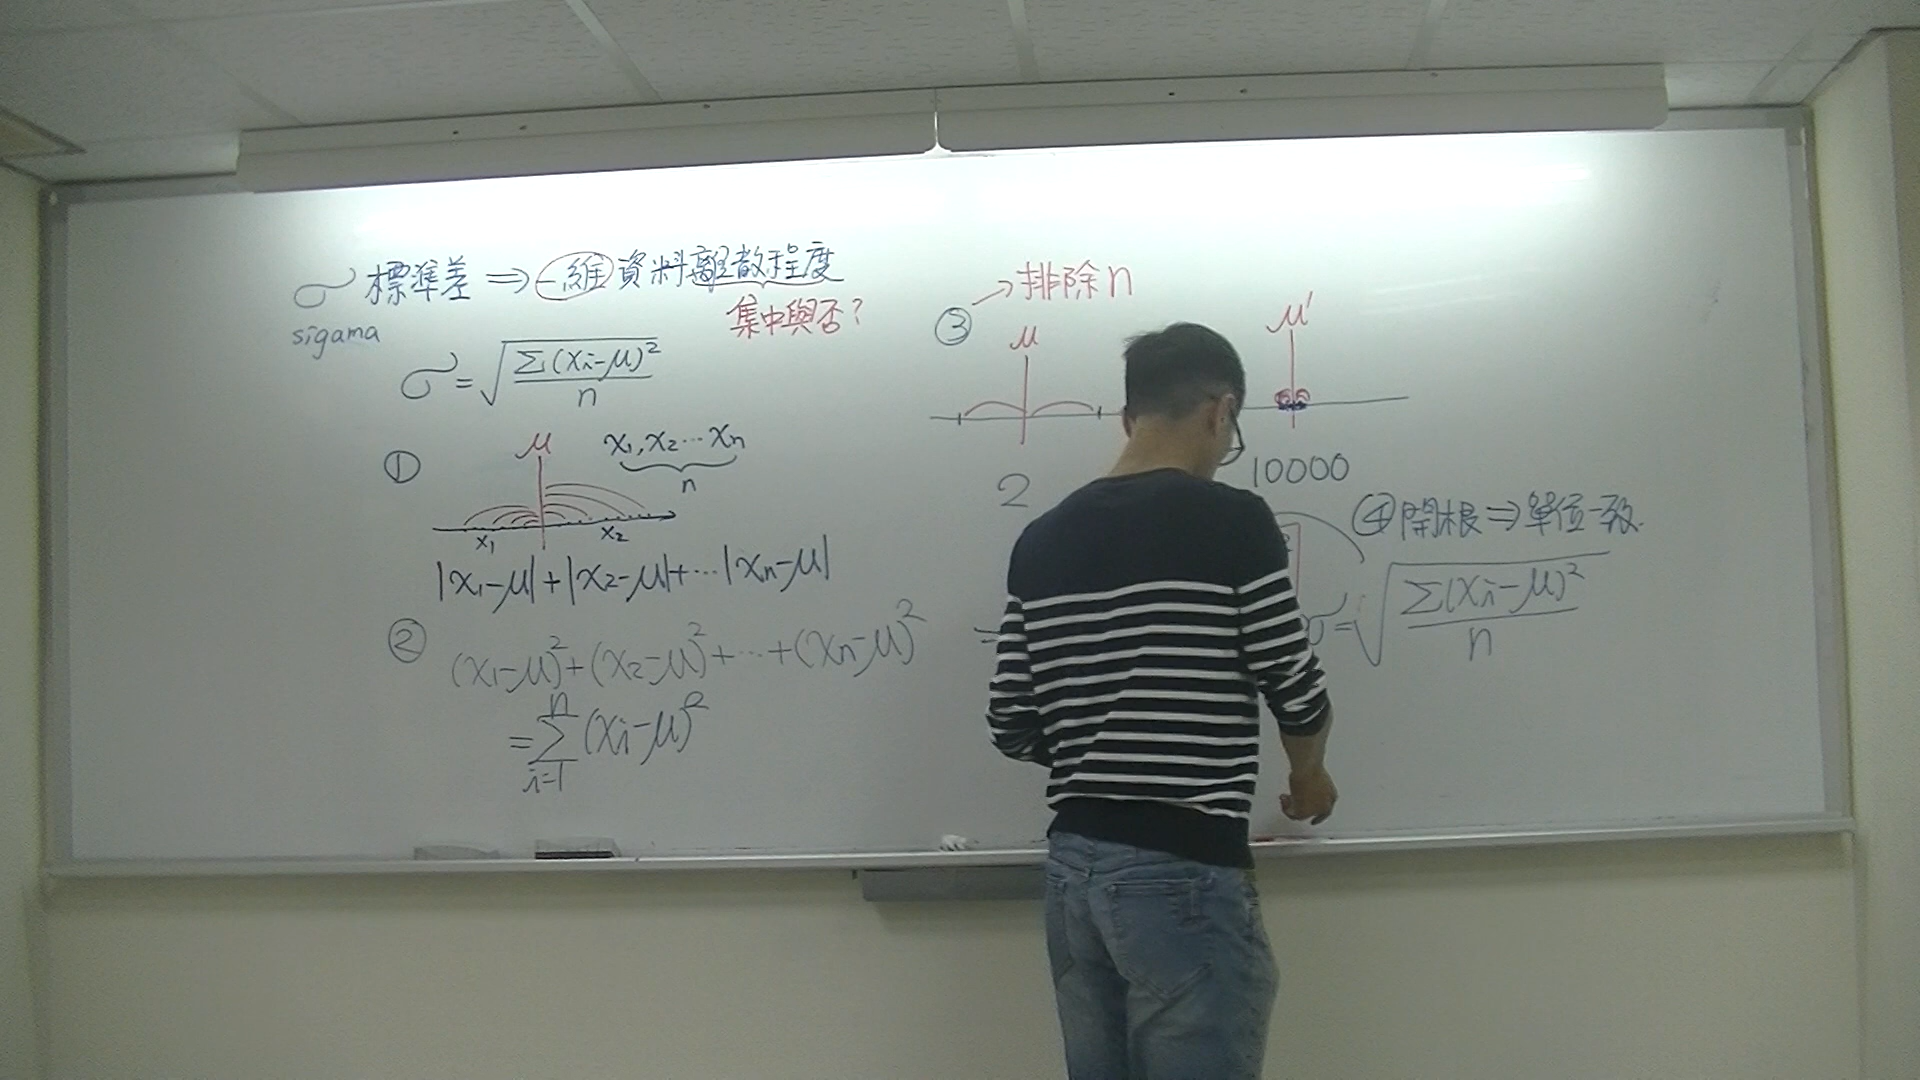 σ 標準差 ⇒ 一維資料離散程度
sigama
集中與否?
σ = √(Σ(xi-μ)² / n)
① μ x₁, x₂ … xn
n
x₁ x₂
|x₁-μ|+|x₂-μ|+…|xn-μ|
② (x₁-μ)²+(x₂-μ)²+…+(xn-μ)²
= Σ(xi-μ)²
n
i=1
③ → 排除n
μ μ'
2 10000
④ 開根 ⇒ 單位一致.
=
σ = √(Σ(xi-μ)² / n)